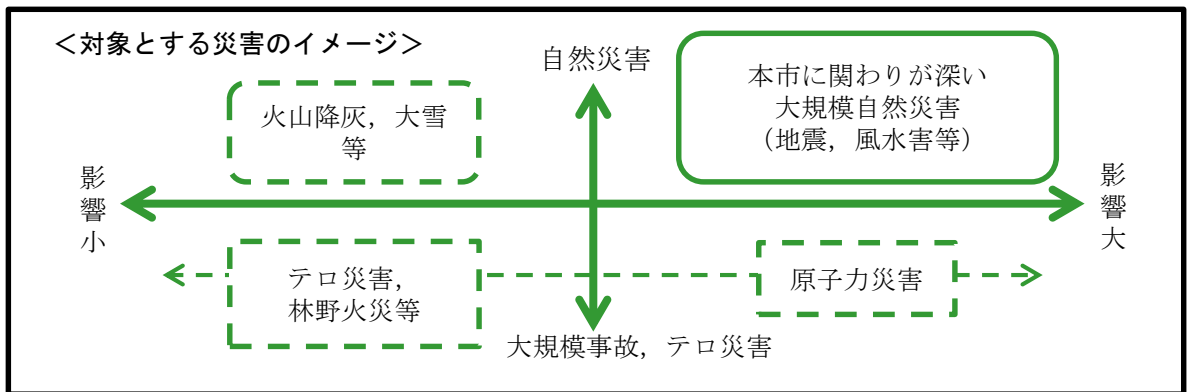 ＜対象とする災害のイメージ＞
自然災害
本市に関わりが深い
大規模自然災害
（地震，風水害等）
火山降灰，大雪
等
影響小
影響大
テロ災害，
林野火災等
原子力災害
大規模事故，テロ災害